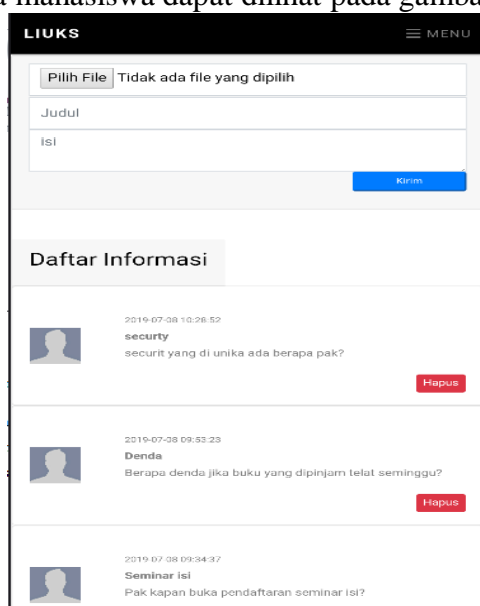 mahasiswa dapat dilihat pada gamba
LIUKS
MENU
Pilih File Tidak ada file yang dipilih
Judul
isi
Kirim
Daftar Informasi
2019-07-08 10:26:52
securty
securit yang di unika ada berapa pak?
Hapus
2019-07-08 09:53:23
Denda
Berapa denda jika buku yang dipinjam telat seminggu?
Hapus
2019-07-08 09:34:37
Seminar isi
Pak kapan buka pendaftaran seminar isi?